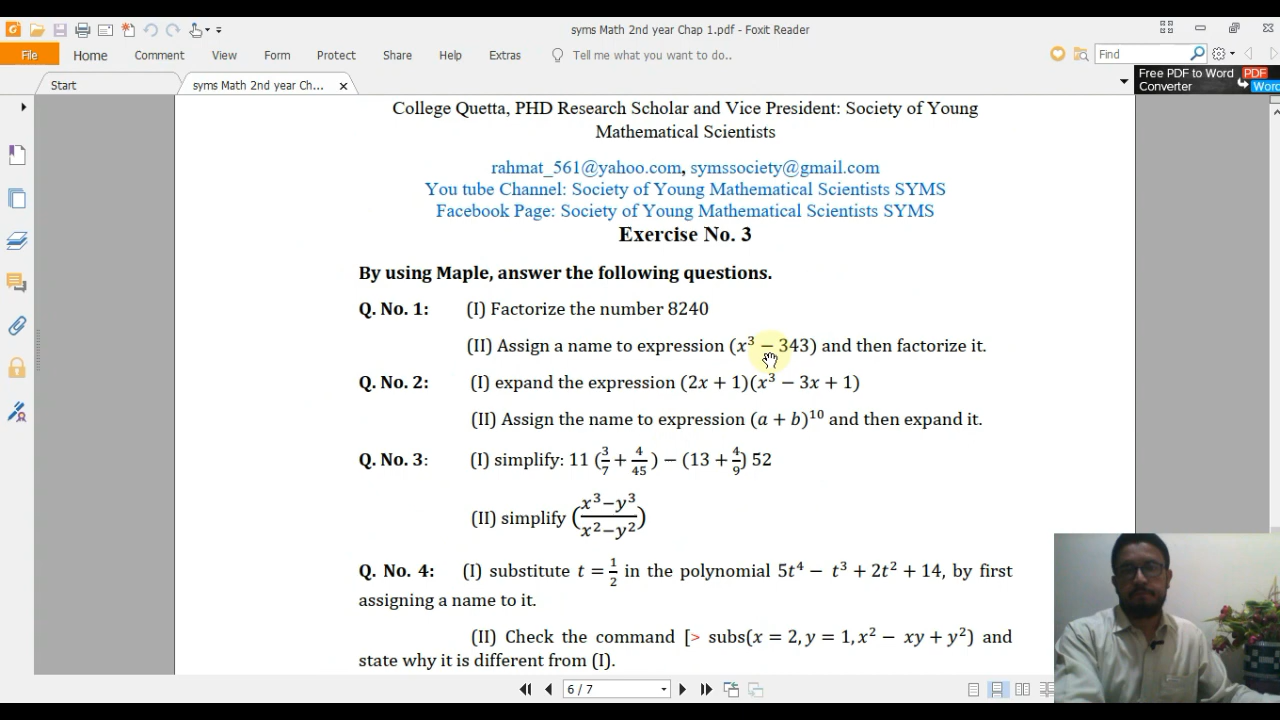 syms Math 2nd year Chap 1.pdf - Foxit Reader
File Home Comment View Form Protect Share Help Extras Tell me what you want to do.. Find
Start syms Math 2nd year Ch...
Free PDF to Word PDF
Converter Word
College Quetta, PHD Research Scholar and Vice President: Society of Young
Mathematical Scientists
rahmat_561@yahoo.com, symssociety@gmail.com
You tube Channel: Society of Young Mathematical Scientists SYMS
Facebook Page: Society of Young Mathematical Scientists SYMS
Exercise No. 3
By using Maple, answer the following questions.
Q. No. 1: (I) Factorize the number 8240
(II) Assign a name to expression (x³ − 343) and then factorize it.
Q. No. 2: (I) expand the expression (2x + 1)(x³ − 3x + 1)
(II) Assign the name to expression (a + b)¹⁰ and then expand it.
Q. No. 3: (I) simplify: 11 (3/7 + 4/45 ) − (13 + 4/9) 52
(II) simplify (x³−y³/x²−y²)
Q. No. 4: (I) substitute t = 1/2 in the polynomial 5t⁴ − t³ + 2t² + 14, by first
assigning a name to it.
(II) Check the command [> subs(x = 2, y = 1, x² − xy + y²) and
state why it is different from (I).
6 / 7